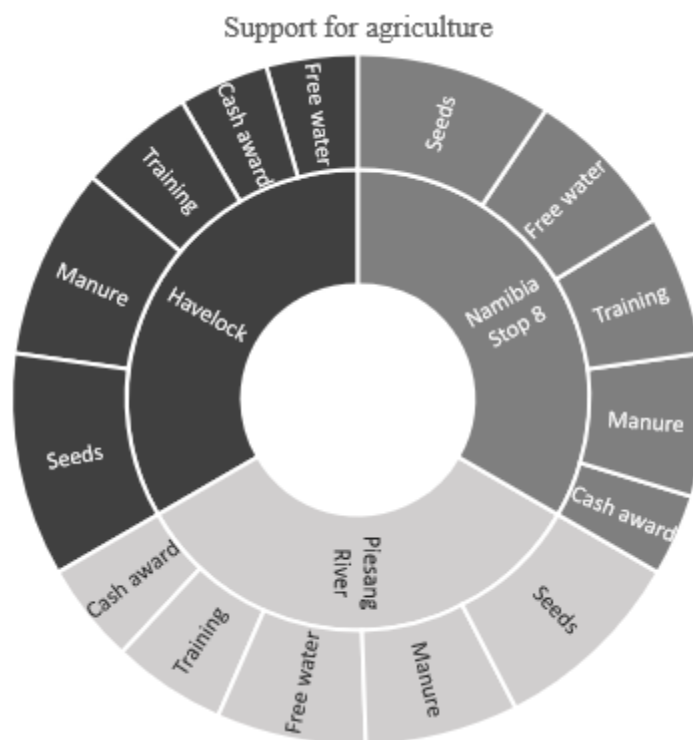 Support for agriculture
Seeds
Free water
Training
Manure
Cash award
Namibia
Stop 8
Seeds
Manure
Free water
Training
Cash award
Piesang
River
Seeds
Manure
Training
Cash award
Free water
Havelock